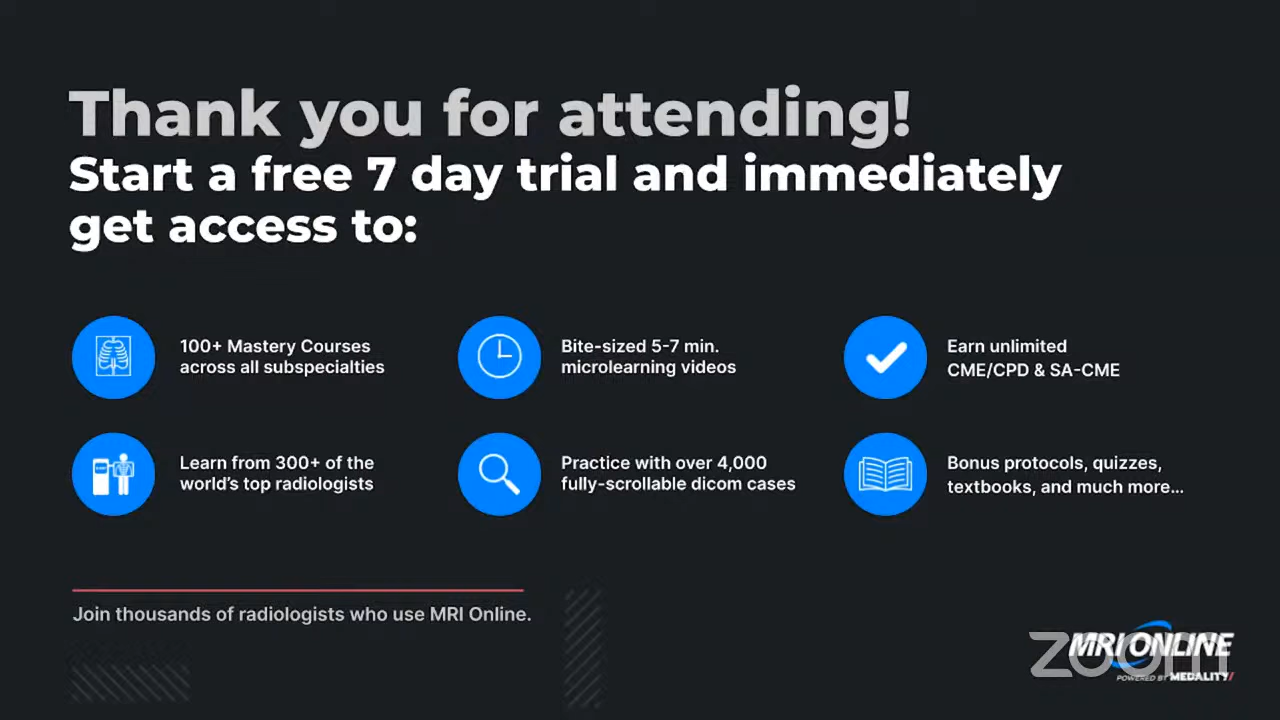 Thank you for attending!
Start a free 7 day trial and immediately
get access to:
100+ Mastery Courses
across all subspecialties
Bite-sized 5-7 min.
microlearning videos
Earn unlimited
CME/CPD & SA-CME
Learn from 300+ of the
world's top radiologists
Practice with over 4,000
fully-scrollable dicom cases
Bonus protocols, quizzes,
textbooks, and much more...
Join thousands of radiologists who use MRI Online.
MRI ONLINE
zoom
POWERED BY MEDALITY